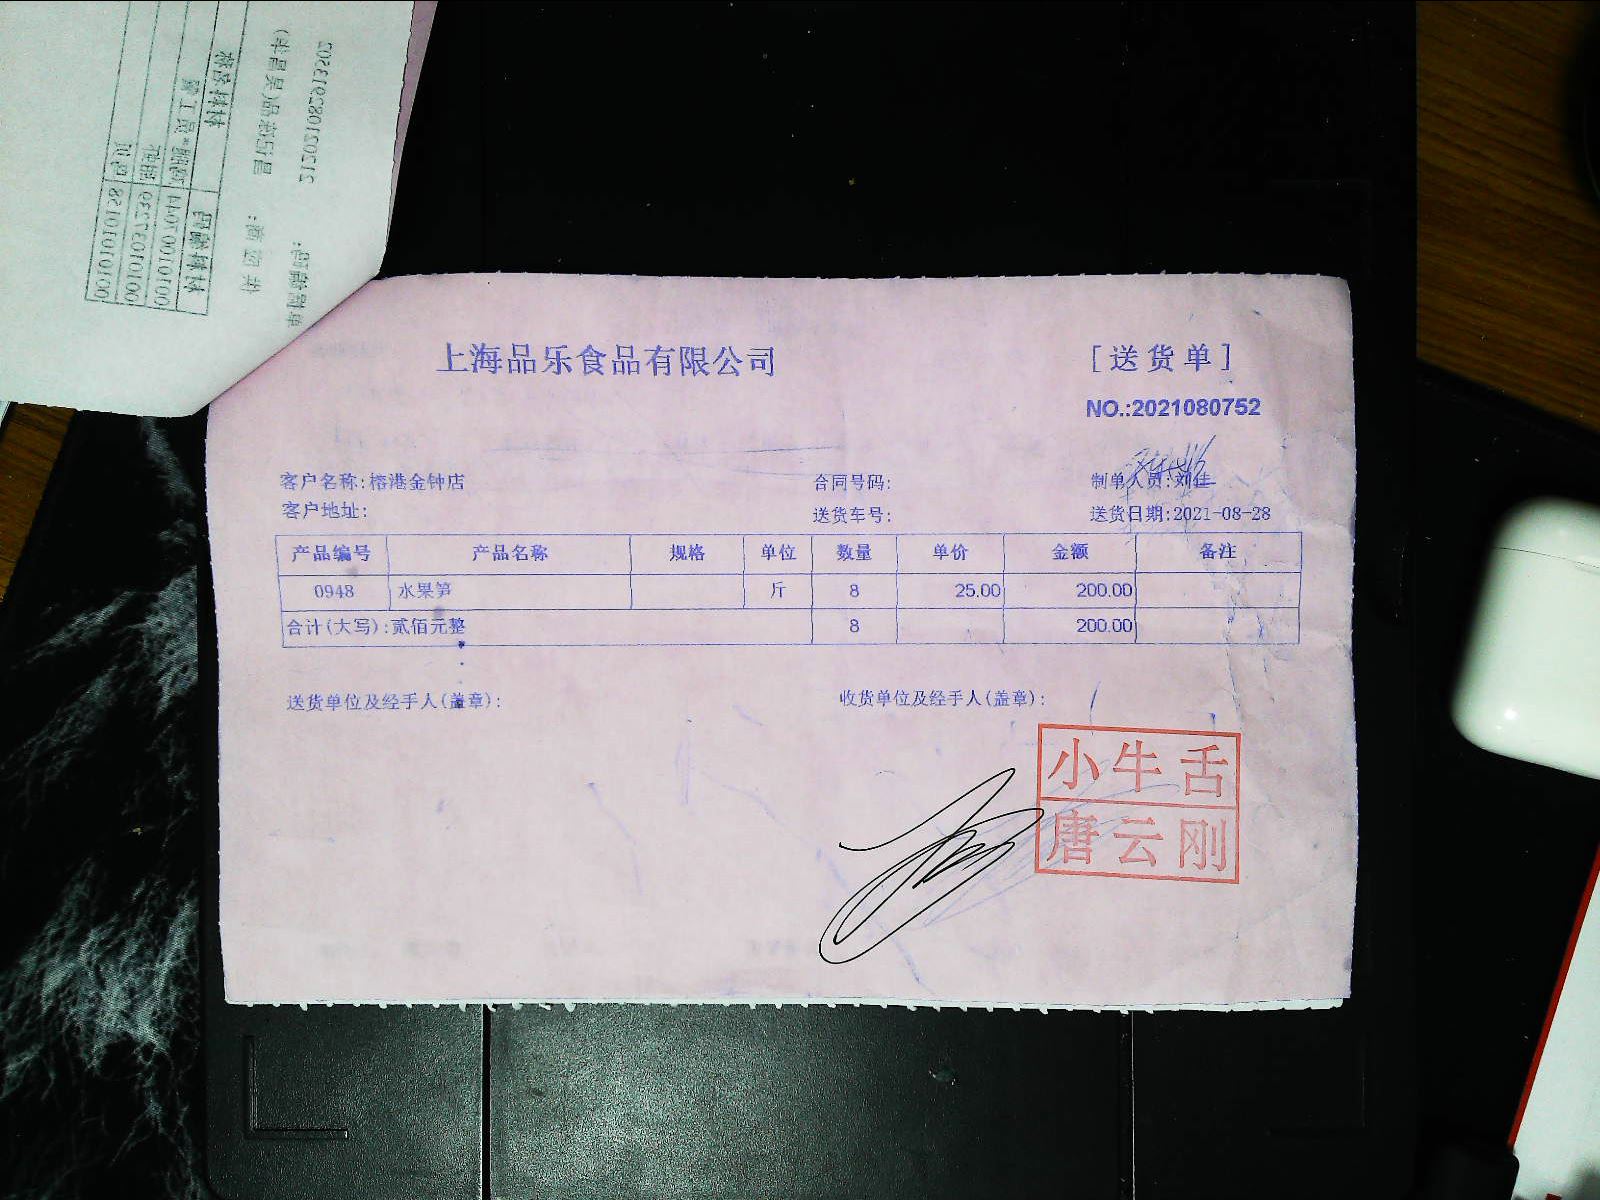 上海品乐食品有限公司
[送货单]
NO.:2021080752
客户名称:榕港金钟店 合同号码: 制单人员:刘佳
客户地址: 送货车号: 送货日期:2021-08-28
产品编号 产品名称 规格 单位 数量 单价 金额 备注
0948 水果笋 斤 8 25.00 200.00
合计(大写):贰佰元整 8 200.00
送货单位及经手人(盖章): 收货单位及经手人(盖章):
小牛舌
唐云刚